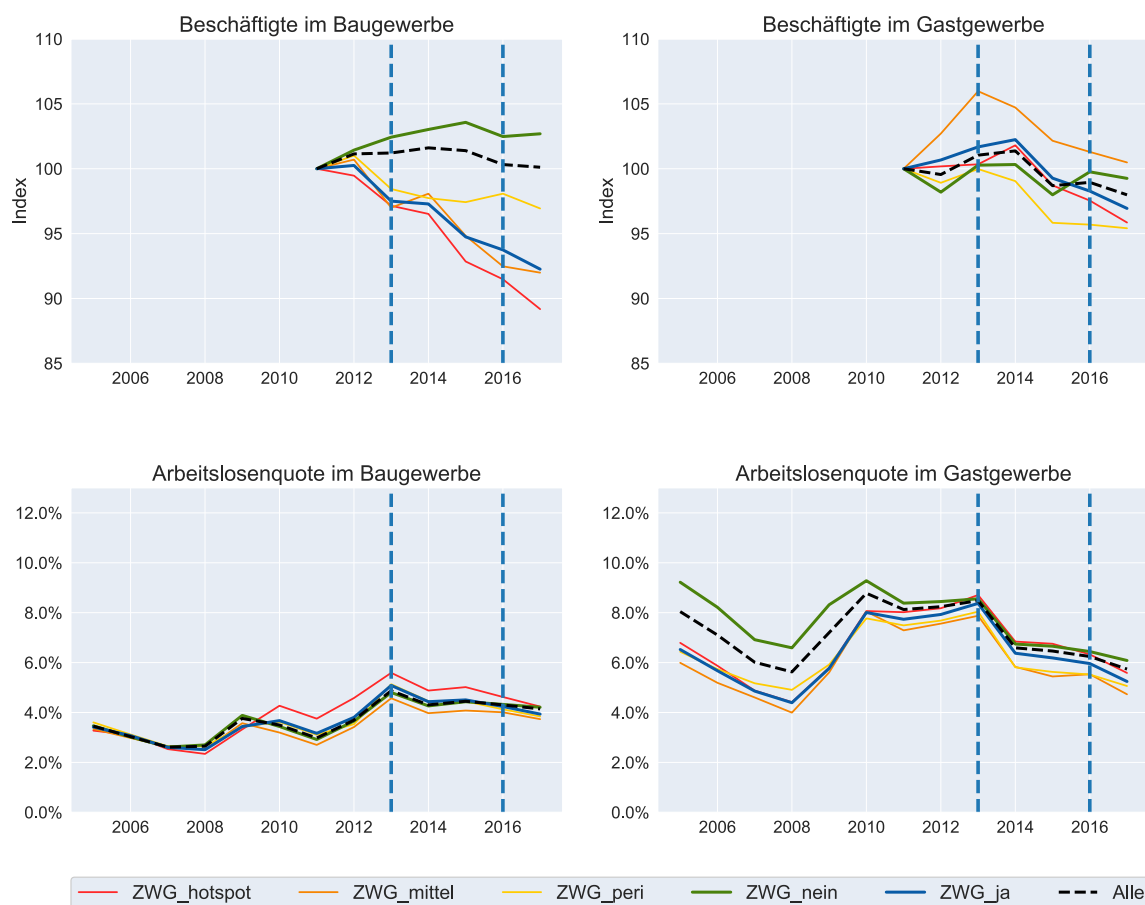 Beschäftigte im Baugewerbe
110
105
100
95
90
85
Index
2006 2008 2010 2012 2014 2016
Beschäftigte im Gastgewerbe
110
105
100
95
90
85
Index
2006 2008 2010 2012 2014 2016
Arbeitslosenquote im Baugewerbe
12.0%
10.0%
8.0%
6.0%
4.0%
2.0%
0.0%
2006 2008 2010 2012 2014 2016
Arbeitslosenquote im Gastgewerbe
12.0%
10.0%
8.0%
6.0%
4.0%
2.0%
0.0%
2006 2008 2010 2012 2014 2016
ZWG_hotspot ZWG_mittel ZWG_peri ZWG_nein ZWG_ja Alle